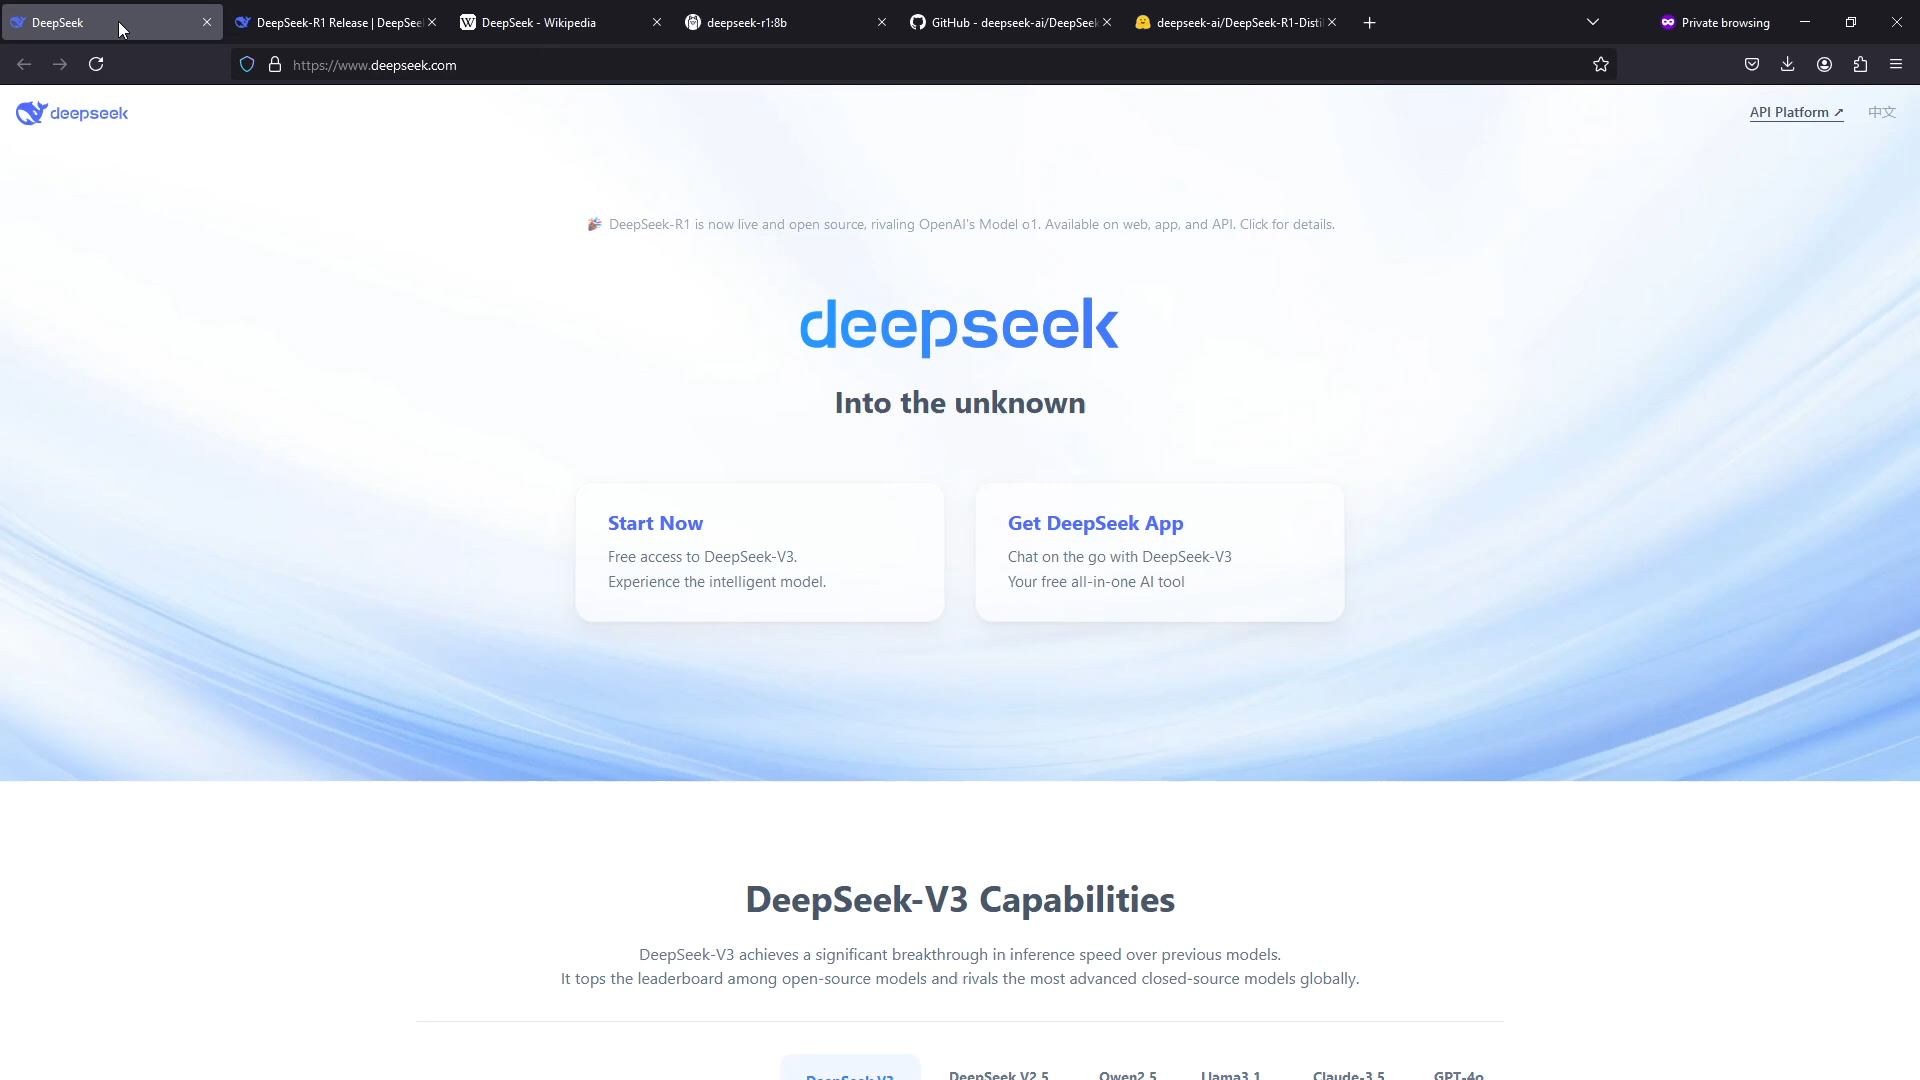 DeepSeek
DeepSeek-R1 Release | DeepSee
DeepSeek - Wikipedia
deepseek-r1:8b
GitHub - deepseek-ai/DeepSeek
deepseek-ai/DeepSeek-R1-Disti
Private browsing
https://www.deepseek.com
deepseek
API Platform ↗
中文
🎉 DeepSeek-R1 is now live and open source, rivaling OpenAI's Model o1. Available on web, app, and API. Click for details.
deepseek
Into the unknown
Start Now
Free access to DeepSeek-V3.
Experience the intelligent model.
Get DeepSeek App
Chat on the go with DeepSeek-V3
Your free all-in-one AI tool
DeepSeek-V3 Capabilities
DeepSeek-V3 achieves a significant breakthrough in inference speed over previous models.
It tops the leaderboard among open-source models and rivals the most advanced closed-source models globally.
DeepSeek-V3
DeepSeek V2.5
Qwen2.5
Llama3.1
Claude-3.5
GPT-4o